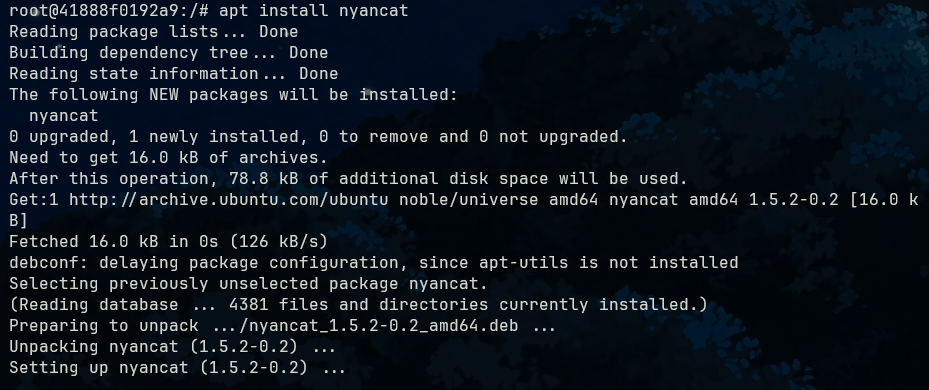 root@41888f0192a9:/# apt install nyancat
Reading package lists... Done
Building dependency tree... Done
Reading state information... Done
The following NEW packages will be installed:
  nyancat
0 upgraded, 1 newly installed, 0 to remove and 0 not upgraded.
Need to get 16.0 kB of archives.
After this operation, 78.8 kB of additional disk space will be used.
Get:1 http://archive.ubuntu.com/ubuntu noble/universe amd64 nyancat amd64 1.5.2-0.2 [16.0 k
B]
Fetched 16.0 kB in 0s (126 kB/s)
debconf: delaying package configuration, since apt-utils is not installed
Selecting previously unselected package nyancat.
(Reading database ... 4381 files and directories currently installed.)
Preparing to unpack .../nyancat_1.5.2-0.2_amd64.deb ...
Unpacking nyancat (1.5.2-0.2) ...
Setting up nyancat (1.5.2-0.2) ...